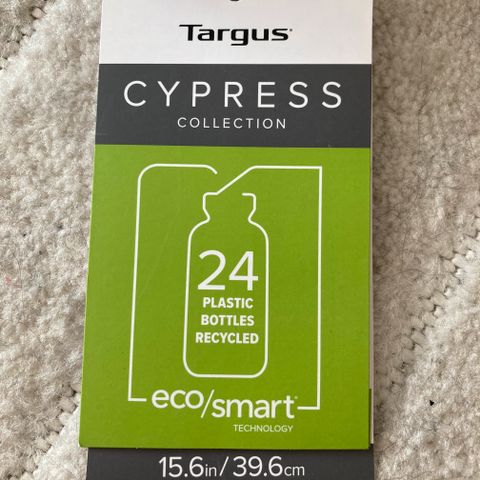 Targus®
CYPRESS
COLLECTION
24
PLASTIC
BOTTLES
RECYCLED
eco/smart®
TECHNOLOGY
15.6in/39.6cm